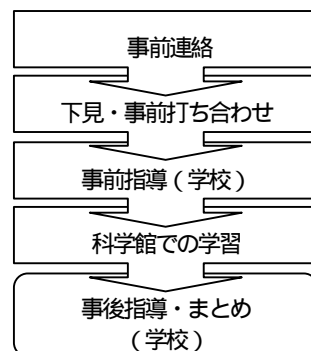 事前連絡
下見・事前打ち合わせ
事前指導（学校）
科学館での学習
事後指導・まとめ
（学校）